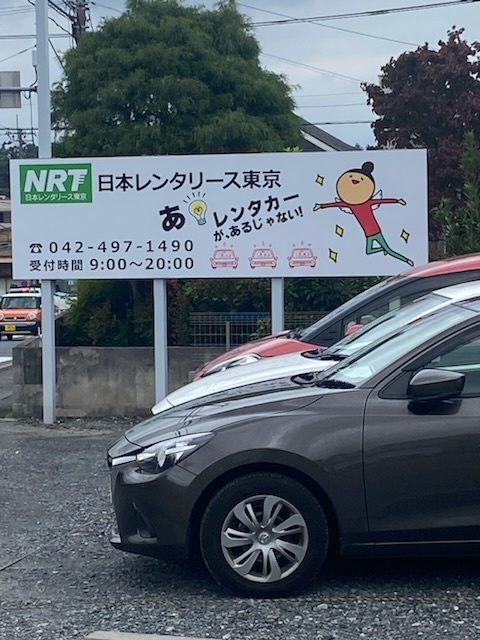 NRT
日本レンタリース東京
日本レンタリース東京
あ
レンタカー
が、あるじゃない!
☎042-497-1490
受付時間 9:00〜20:00